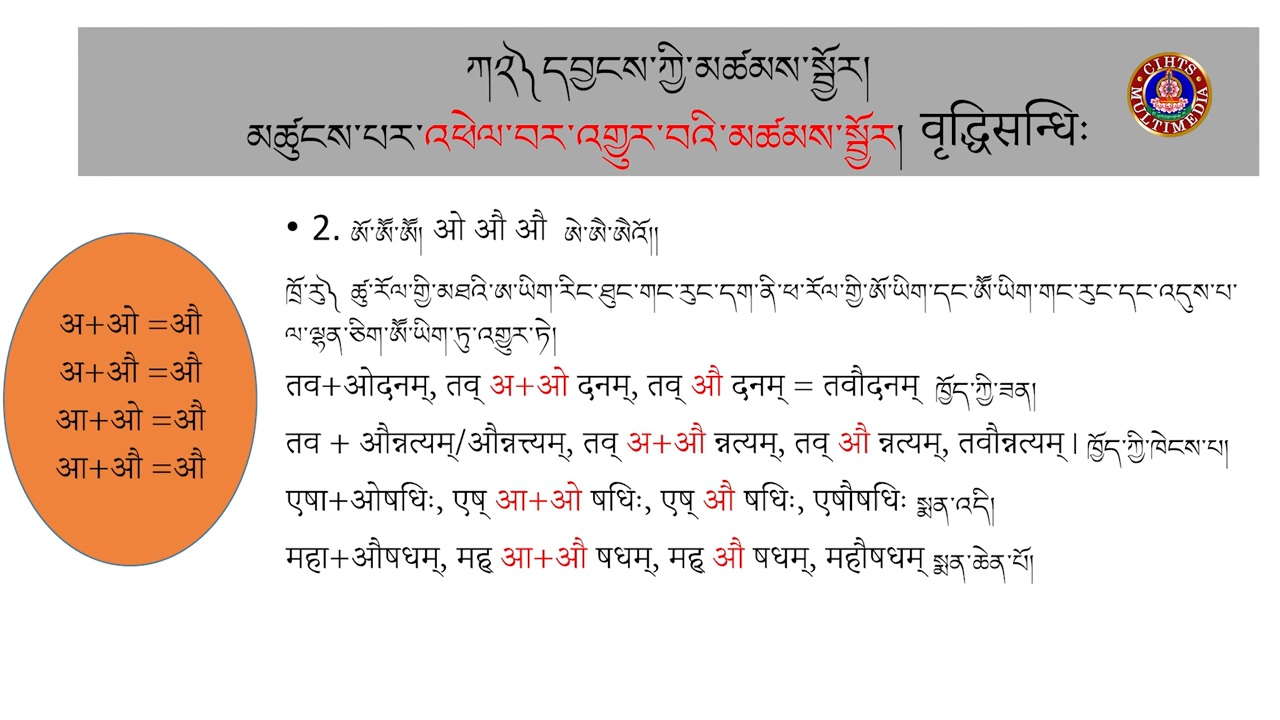 ཀ༢༽ དབྱངས་ཀྱི་མཚམས་སྦྱོར།
མཚུངས་པར་འཕེལ་བར་འགྱུར་བའི་མཚམས་སྦྱོར། वृद्धिसन्धिः
CIHTS MULTIMEDIA
• 2. ཨོ་ཨཽ་ཨཽ། ओ औ औ ཨེ་ཨཻ་ཨཻའོ།།
ཁྲོ་རུ༽ ཚུ་རོལ་གྱི་མཐའི་ཨ་ཡིག་རིང་ཐུང་གང་རུང་དག་ནི་ཕ་རོལ་གྱི་ཨོ་ཡིག་དང་ཨཽ་ཡིག་གང་རུང་དང་འདུས་པ་
ལ་ལྷན་ཅིག་ཨཽ་ཡིག་ཏུ་འགྱུར་ཏེ།
तव+ओदनम्, तव् अ+ओ दनम्, तव् औ दनम् = तवौदनम् ཁྱོད་ཀྱི་ཟན།
तव + औन्नत्यम्/औन्नत्त्यम्, तव् अ+औ न्नत्यम्, तव् औ न्नत्यम्, तवौन्नत्यम् । ཁྱོད་ཀྱི་ཁེངས་པ།
एषा+ओषधिः, एष् आ+ओ षधिः, एष् औ षधिः, एषौषधिः སྨན་འདི།
महा+औषधम्, मह् आ+औ षधम्, मह् औ षधम्, महौषधम् སྨན་ཆེན་པོ།
अ+ओ =औ
अ+औ =औ
आ+ओ =औ
आ+औ =औ